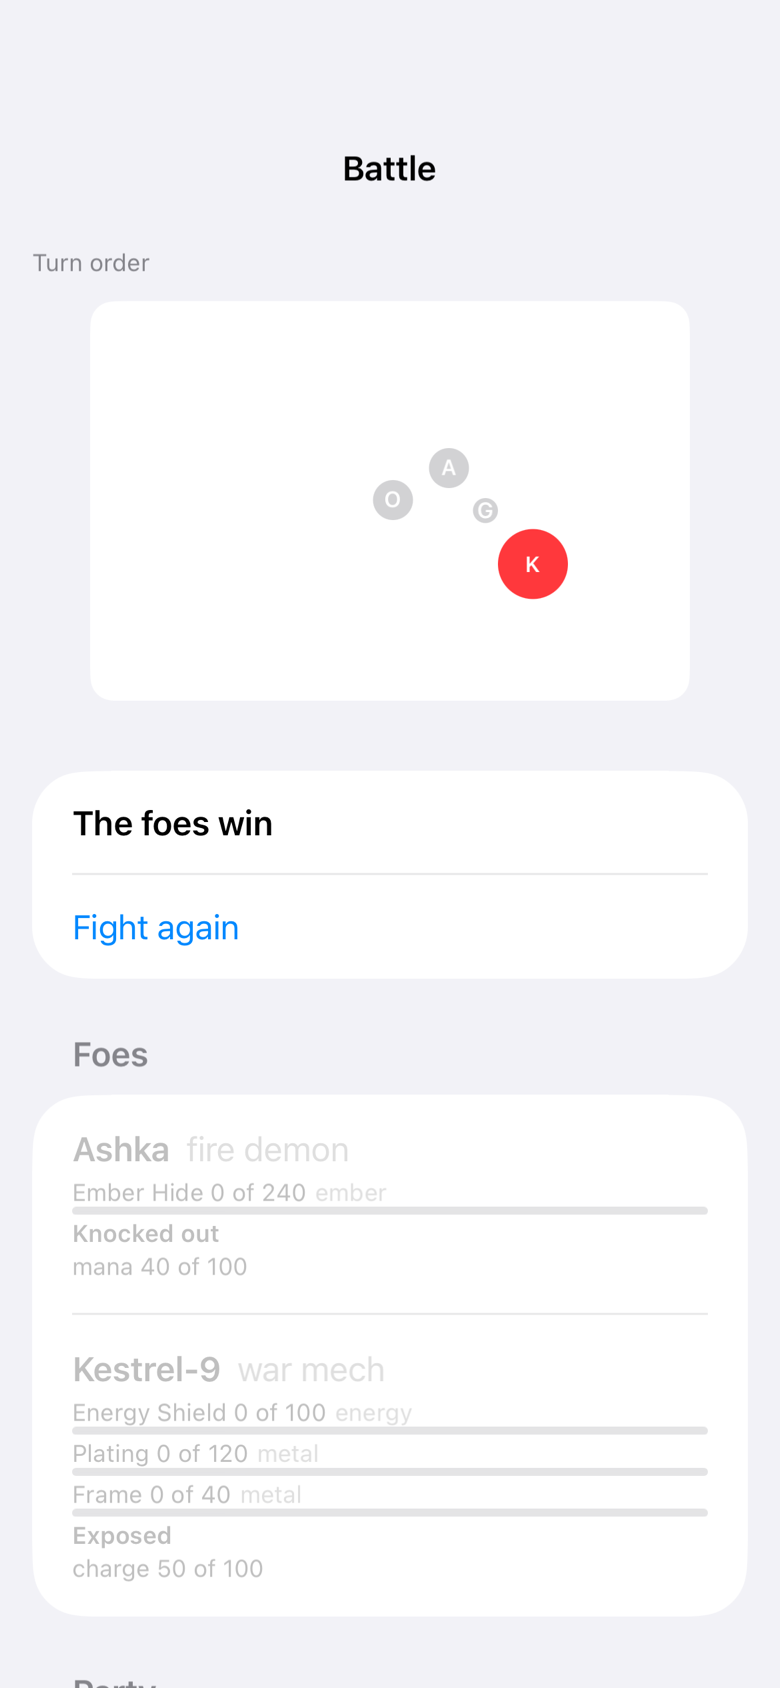 Battle
Turn order
A
O
G
K
The foes win
Fight again
Foes
Ashka fire demon
Ember Hide 0 of 240 ember
Knocked out
mana 40 of 100
Kestrel-9 war mech
Energy Shield 0 of 100 energy
Plating 0 of 120 metal
Frame 0 of 40 metal
Exposed
charge 50 of 100
Party